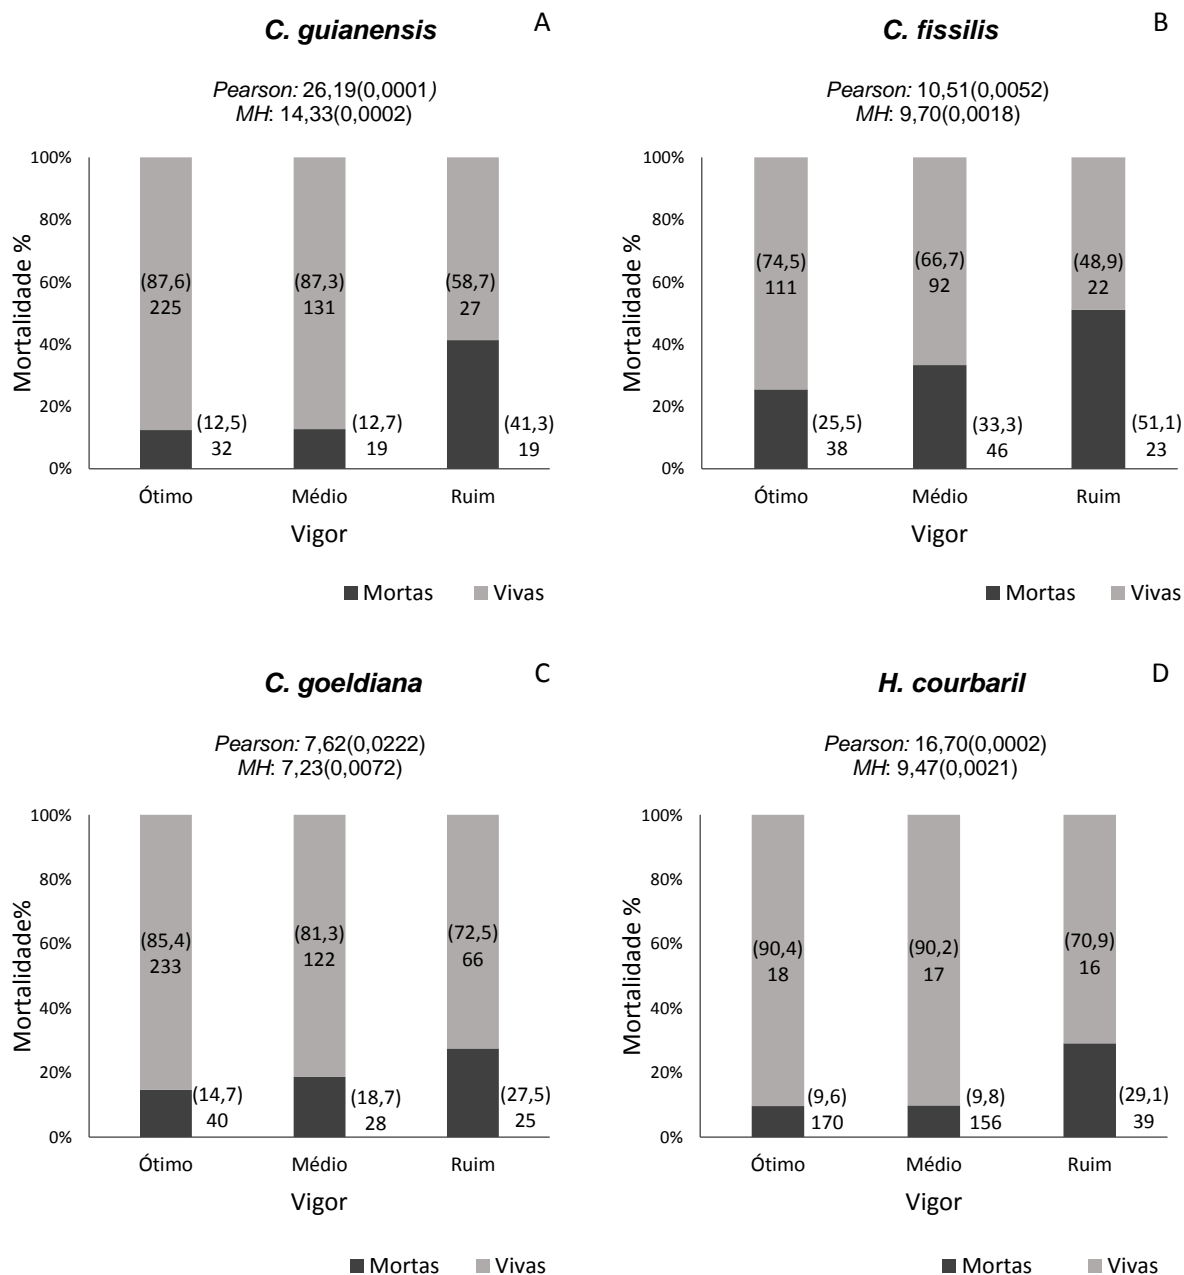 C. guianensis
A
Pearson: 26,19(0,0001)
MH: 14,33(0,0002)
Mortalidade %
100%
80%
60%
40%
20%
0%
(87,6)
225
(87,3)
131
(58,7)
27
(12,5)
32
(12,7)
19
(41,3)
19
Ótimo
Médio
Ruim
Vigor
Mortas
Vivas
C. fissilis
B
Pearson: 10,51(0,0052)
MH: 9,70(0,0018)
Mortalidade %
100%
80%
60%
40%
20%
0%
(74,5)
111
(66,7)
92
(48,9)
22
(25,5)
38
(33,3)
46
(51,1)
23
Ótimo
Médio
Ruim
Vigor
Mortas
Vivas
C. goeldiana
C
Pearson: 7,62(0,0222)
MH: 7,23(0,0072)
Mortalidade%
100%
80%
60%
40%
20%
0%
(85,4)
233
(81,3)
122
(72,5)
66
(14,7)
40
(18,7)
28
(27,5)
25
Ótimo
Médio
Ruim
Vigor
Mortas
Vivas
H. courbaril
D
Pearson: 16,70(0,0002)
MH: 9,47(0,0021)
Mortalidade %
100%
80%
60%
40%
20%
0%
(90,4)
18
(90,2)
17
(70,9)
16
(9,6)
170
(9,8)
156
(29,1)
39
Ótimo
Médio
Ruim
Vigor
Mortas
Vivas